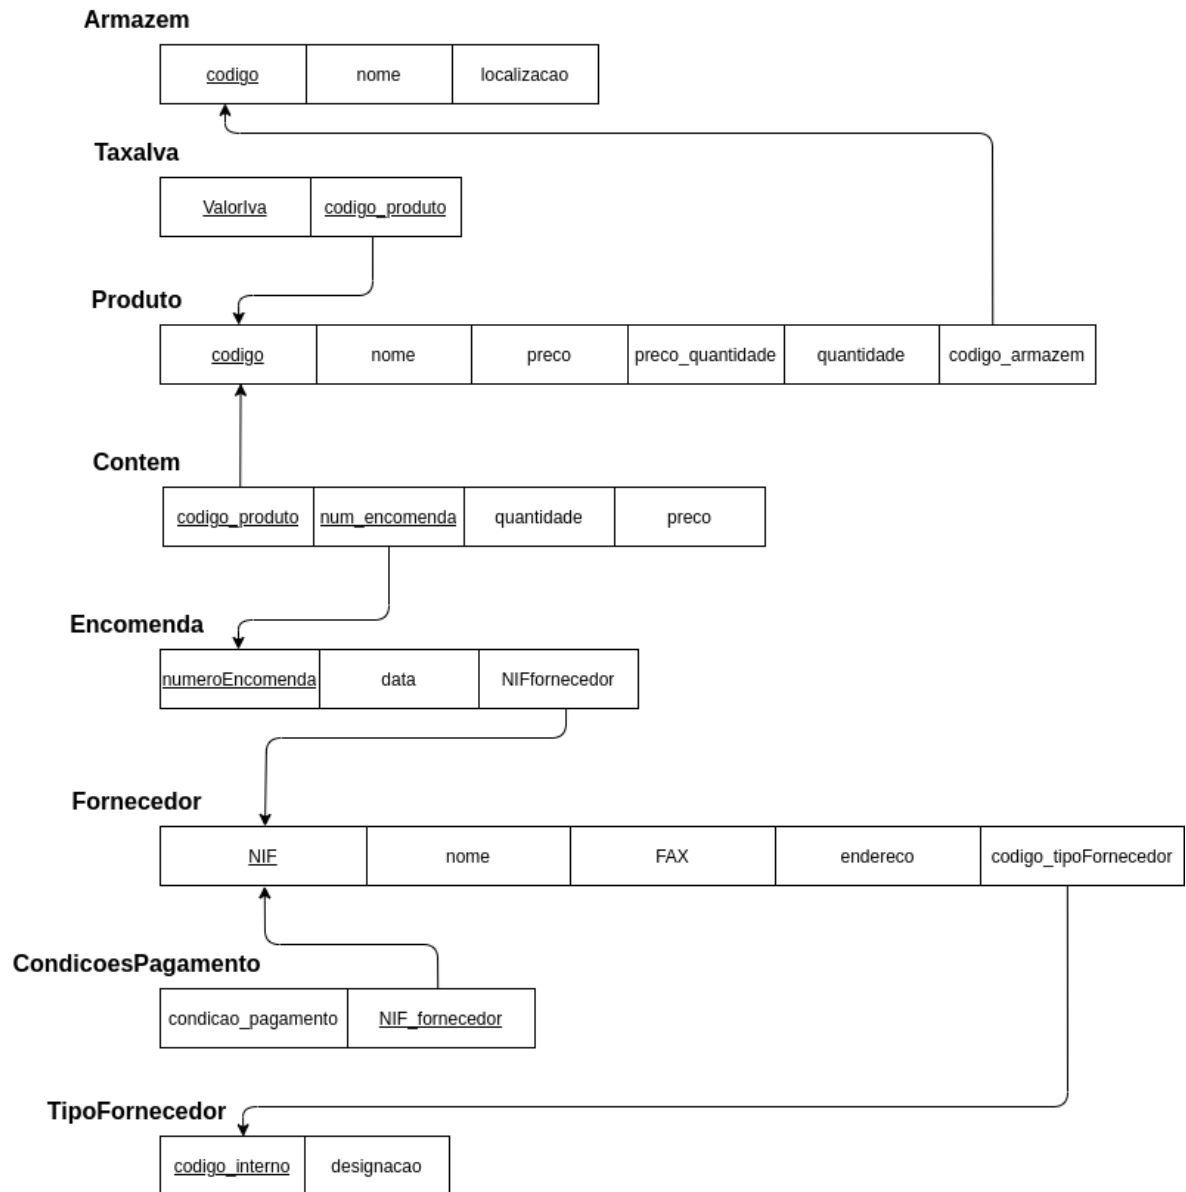 Armazem
codigo nome localizacao
TaxaIva
ValorIva codigo_produto
Produto
codigo nome preco preco_quantidade quantidade codigo_armazem
Contem
codigo_produto num_encomenda quantidade preco
Encomenda
numeroEncomenda data NIFfornecedor
Fornecedor
NIF nome FAX endereco codigo_tipoFornecedor
CondicoesPagamento
condicao_pagamento NIF_fornecedor
TipoFornecedor
codigo_interno designacao